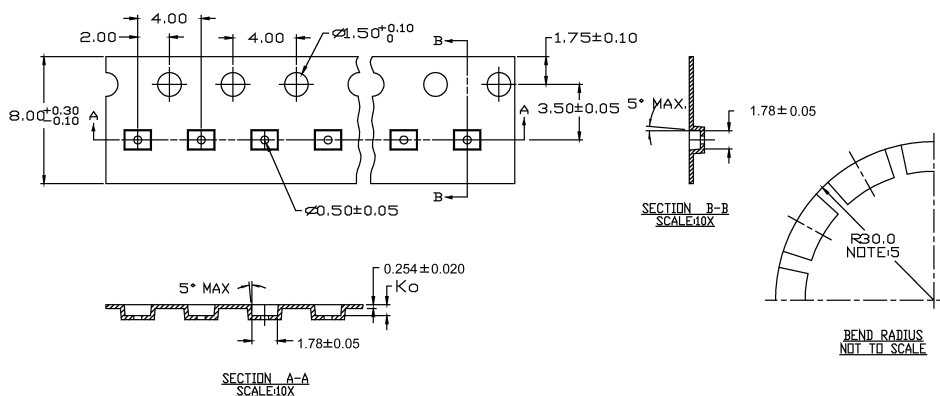 4.00
2.00
4.00
⌀1.50 +0.10 0
B
1.75±0.10
8.00 +0.30 -0.10
A
A
3.50±0.05
5° MAX.
1.78±0.05
B
⌀0.50±0.05
SECTION B-B
SCALE:10X
R30.0
NOTE:5
5° MAX
0.254±0.020
Ko
1.78±0.05
BEND RADIUS
NOT TO SCALE
SECTION A-A
SCALE:10X